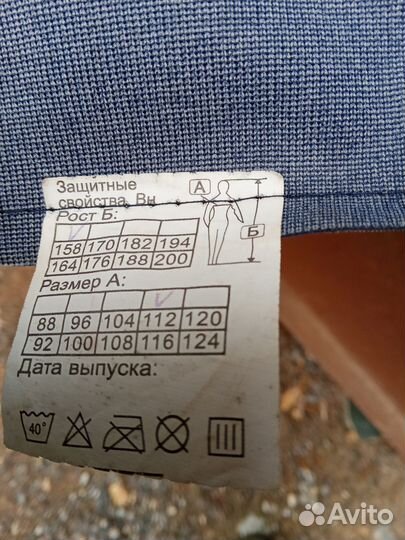 Защитные
свойства, Вн
Рост Б:
158 170 182 194
164 176 188 200
Размер А:
88 96 104 112 120
92 100 108 116 124
Дата выпуска:
А
Б
40°
Avito